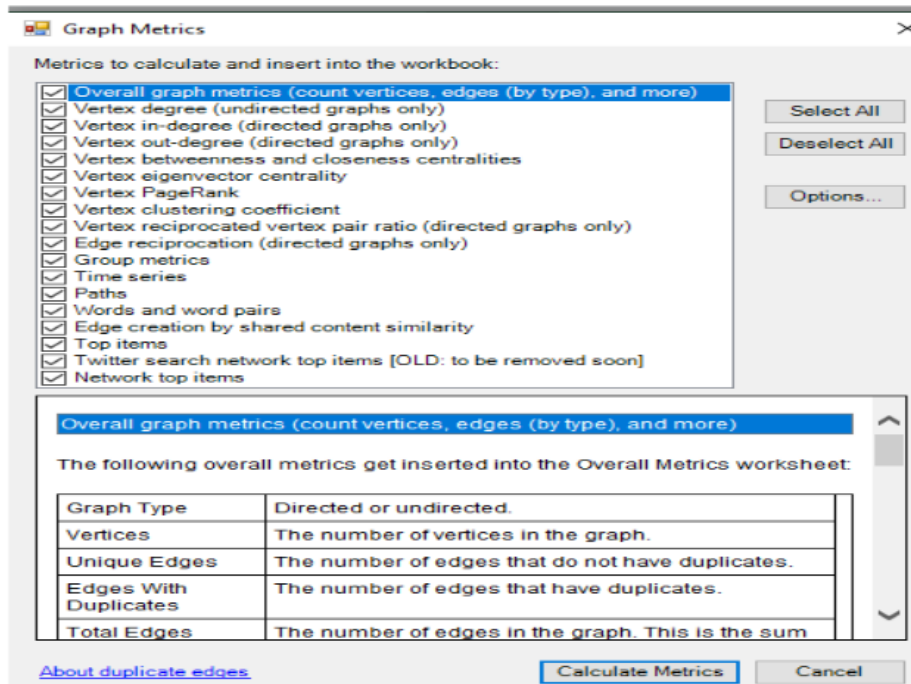 Graph Metrics
Metrics to calculate and insert into the workbook:
Overall graph metrics (count vertices, edges (by type), and more)
Vertex degree (undirected graphs only)
Vertex in-degree (directed graphs only)
Vertex out-degree (directed graphs only)
Vertex betweenness and closeness centralities
Vertex eigenvector centrality
Vertex PageRank
Vertex clustering coefficient
Vertex reciprocated vertex pair ratio (directed graphs only)
Edge reciprocation (directed graphs only)
Group metrics
Time series
Paths
Words and word pairs
Edge creation by shared content similarity
Top items
Twitter search network top items [OLD: to be removed soon]
Network top items
Select All
Deselect All
Options...
Overall graph metrics (count vertices, edges (by type), and more)
The following overall metrics get inserted into the Overall Metrics worksheet:
Graph Type Directed or undirected.
Vertices The number of vertices in the graph.
Unique Edges The number of edges that do not have duplicates.
Edges With The number of edges that have duplicates.
Duplicates
Total Edges The number of edges in the graph. This is the sum
About duplicate edges Calculate Metrics Cancel